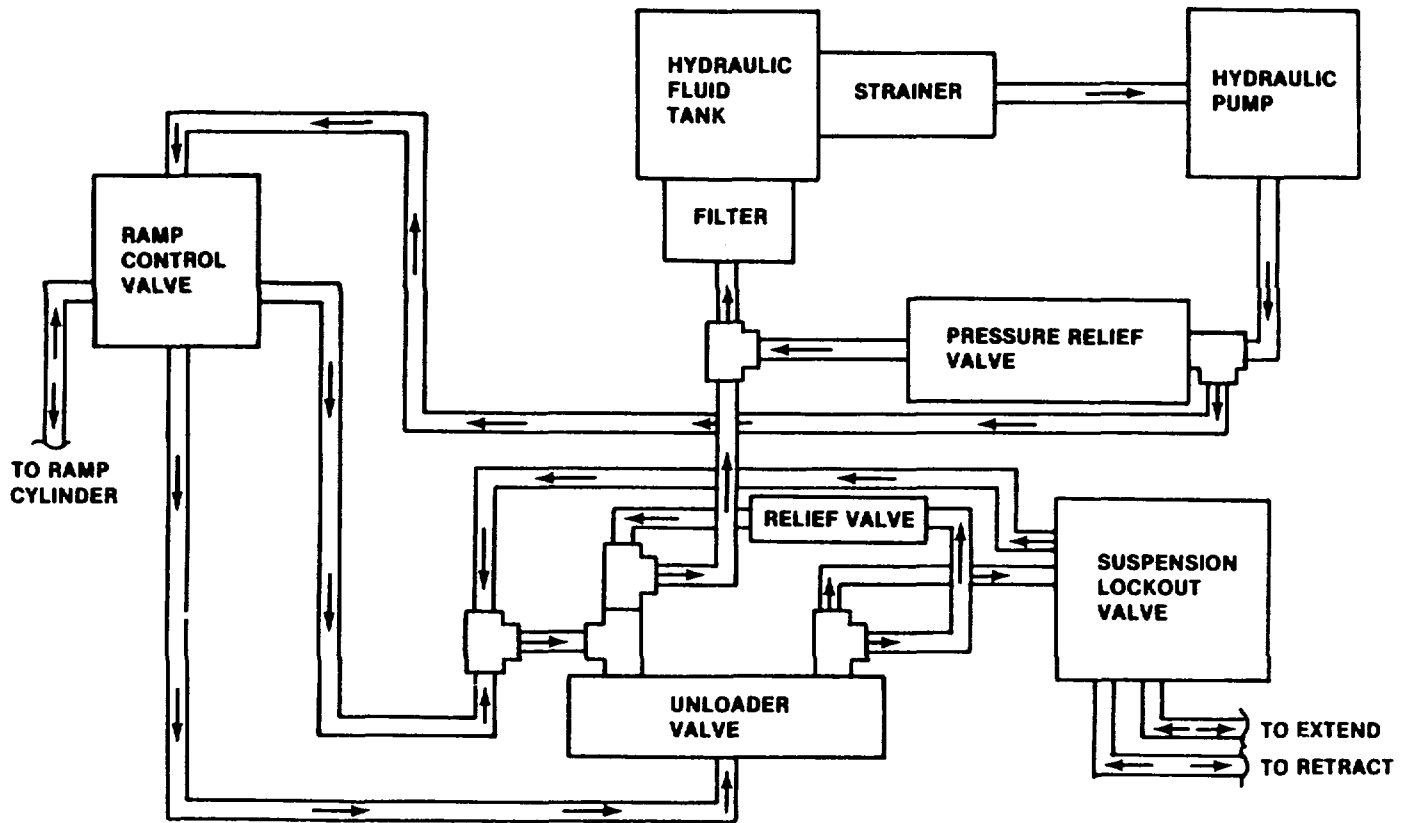 HYDRAULIC
FLUID
TANK
STRAINER
HYDRAULIC
PUMP
FILTER
RAMP
CONTROL
VALVE
PRESSURE RELIEF
VALVE
TO RAMP
CYLINDER
RELIEF VALVE
SUSPENSION
LOCKOUT
VALVE
UNLOADER
VALVE
TO EXTEND
TO RETRACT